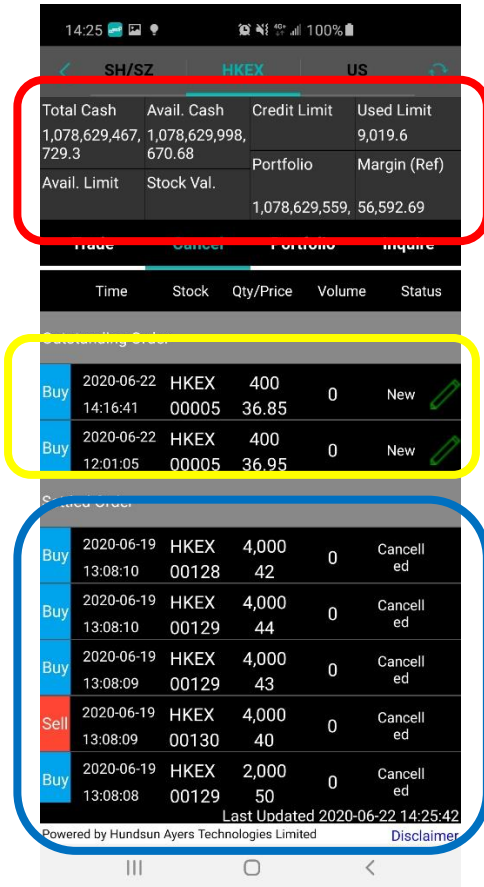 14:25 100%
SH/SZ HKEX US
Total Cash Avail. Cash Credit Limit Used Limit
1,078,629,467, 1,078,629,998, 9,019.6
729.3 670.68
Portfolio Margin (Ref)
Avail. Limit Stock Val.
1,078,629,559, 56,592.69
Trade Cancel Portfolio Inquire
Time Stock Qty/Price Volume Status
Outstanding Order
Buy 2020-06-22 HKEX 400 0 New
14:16:41 00005 36.85
Buy 2020-06-22 HKEX 400 0 New
12:01:05 00005 36.95
Settled Order
Buy 2020-06-19 HKEX 4,000 0 Cancell
13:08:10 00128 42 ed
Buy 2020-06-19 HKEX 4,000 0 Cancell
13:08:10 00129 44 ed
Buy 2020-06-19 HKEX 4,000 0 Cancell
13:08:09 00129 43 ed
Sell 2020-06-19 HKEX 4,000 0 Cancell
13:08:09 00130 40 ed
Buy 2020-06-19 HKEX 2,000 0 Cancell
13:08:08 00129 50 ed
Last Updated 2020-06-22 14:25:42
Powered by Hundsun Ayers Technologies Limited Disclaimer